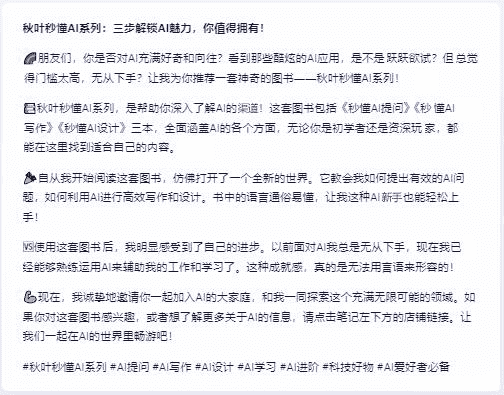 秋叶秒懂AI系列：三步解锁AI魅力，你值得拥有！
🌈朋友们，你是否对AI充满好奇和向往？看到那些酷炫的AI应用，是不是跃跃欲试？但总觉
得门槛太高，无从下手？让我为你推荐一套神奇的图书——秋叶秒懂AI系列！
秋叶秒懂AI系列，是帮助你深入了解AI的渠道！这套图书包括《秒懂AI提问》《秒懂AI
写作》《秒懂AI设计》三本，全面涵盖AI的各个方面，无论你是初学者还是资深玩家，都
能在这里找到适合自己的内容。
自从我开始阅读这套图书，仿佛打开了一个全新的世界。它教会我如何提出有效的AI问
题，如何利用AI进行高效写作和设计。书中的语言通俗易懂，让我这种AI新手也能轻松上
手！
🆚使用这套图书后，我明显感受到了自己的进步。以前面对AI我总是无从下手，现在我已
经能够熟练运用AI来辅助我的工作和学习了。这种成就感，真的是无法用言语来形容的！
💪现在，我诚挚地邀请你一起加入AI的大家庭，和我一同探索这个充满无限可能的领域。如
果你对这套图书感兴趣，或者想了解更多关于AI的信息，请点击笔记左下方的店铺链接。让
我们一起在AI的世界里畅游吧！
#秋叶秒懂AI系列 #AI提问 #AI写作 #AI设计 #AI学习 #AI进阶 #科技好物 #AI爱好者必备